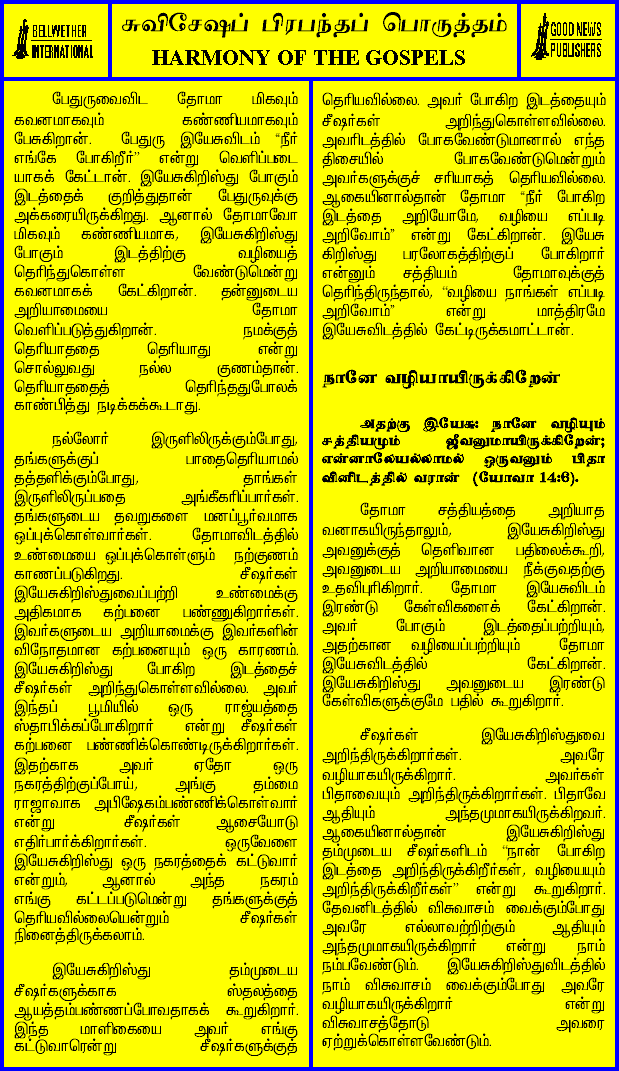 BELLWETHER
INTERNATIONAL
சுவிசேஷப் பிரபந்தப் பொருத்தம்
HARMONY OF THE GOSPELS
GOOD NEWS
PUBLISHERS
பேதுருவைவிட தோமா மிகவும்
கவனமாகவும் கண்ணியமாகவும்
பேசுகிறான். பேதுரு இயேசுவிடம் “நீர்
எங்கே போகிறீர்” என்று வெளிப்படை
யாகக் கேட்டான். இயேசுகிறிஸ்து போகும்
இடத்தைக் குறித்துதான் பேதுருவுக்கு
அக்கரையிருக்கிறது. ஆனால் தோமாவோ
மிகவும் கண்ணியமாக, இயேசுகிறிஸ்து
போகும் இடத்திற்கு வழியைத்
தெரிந்துகொள்ள வேண்டுமென்று
கவனமாகக் கேட்கிறான். தன்னுடைய
அறியாமையை தோமா
வெளிப்படுத்துகிறான். நமக்குத்
தெரியாததை தெரியாது என்று
சொல்லுவது நல்ல குணம்தான்.
தெரியாததைத் தெரிந்ததுபோலக்
காண்பித்து நடிக்கக்கூடாது.
நல்லோர் இருளிலிருக்கும்போது,
தங்களுக்குப் பாதைதெரியாமல்
தத்தளிக்கும்போது, தாங்கள்
இருளிலிருப்பதை அங்கீகரிப்பார்கள்.
தங்களுடைய தவறுகளை மனப்பூர்வமாக
ஒப்புக்கொள்வார்கள். தோமாவிடத்தில்
உண்மையை ஒப்புக்கொள்ளும் நற்குணம்
காணப்படுகிறது. சீஷர்கள்
இயேசுகிறிஸ்துவைப்பற்றி உண்மைக்கு
அதிகமாக கற்பனை பண்ணுகிறார்கள்.
இவர்களுடைய அறியாமைக்கு இவர்களின்
விநோதமான கற்பனையும் ஒரு காரணம்.
இயேசுகிறிஸ்து போகிற இடத்தைச்
சீஷர்கள் அறிந்துகொள்ளவில்லை. அவர்
இந்தப் பூமியில் ஒரு ராஜ்யத்தை
ஸ்தாபிக்கப்போகிறார் என்று சீஷர்கள்
கற்பனை பண்ணிக்கொண்டிருக்கிறார்கள்.
இதற்காக அவர் ஏதோ ஒரு
நகரத்திற்குப்போய், அங்கு தம்மை
ராஜாவாக அபிஷேகம்பண்ணிக்கொள்வார்
என்று சீஷர்கள் ஆசையோடு
எதிர்பார்க்கிறார்கள். ஒருவேளை
இயேசுகிறிஸ்து ஒரு நகரத்தைக் கட்டுவார்
என்றும், ஆனால் அந்த நகரம்
எங்கு கட்டப்படுமென்று தங்களுக்குத்
தெரியவில்லையென்றும் சீஷர்கள்
நினைத்திருக்கலாம்.
இயேசுகிறிஸ்து தம்முடைய
சீஷர்களுக்காக ஸ்தலத்தை
ஆயத்தம்பண்ணப்போவதாகக் கூறுகிறார்.
இந்த மாளிகையை அவர் எங்கு
கட்டுவாரென்று சீஷர்களுக்குத்
தெரியவில்லை. அவர் போகிற இடத்தையும்
சீஷர்கள் அறிந்துகொள்ளவில்லை.
அவரிடத்தில் போகவேண்டுமானால் எந்த
திசையில் போகவேண்டுமென்றும்
அவர்களுக்குச் சரியாகத் தெரியவில்லை.
ஆகையினால்தான் தோமா “நீர் போகிற
இடத்தை அறியோமே, வழியை எப்படி
அறிவோம்” என்று கேட்கிறான். இயேசு
கிறிஸ்து பரலோகத்திற்குப் போகிறார்
என்னும் சத்தியம் தோமாவுக்குத்
தெரிந்திருந்தால், “வழியை நாங்கள் எப்படி
அறிவோம்” என்று மாத்திரமே
இயேசுவிடத்தில் கேட்டிருக்கமாட்டான்.
நானே வழியாயிருக்கிறேன்
அதற்கு இயேசு: நானே வழியும்
சத்தியமும் ஜீவனுமாயிருக்கிறேன்;
என்னாலேயல்லாமல் ஒருவனும் பிதா
வினிடத்தில் வரான் (யோவா 14:6).
தோமா சத்தியத்தை அறியாத
வனாகயிருந்தாலும், இயேசுகிறிஸ்து
அவனுக்குத் தெளிவான பதிலைக்கூறி,
அவனுடைய அறியாமையை நீக்குவதற்கு
உதவிபுரிகிறார். தோமா இயேசுவிடம்
இரண்டு கேள்விகளைக் கேட்கிறான்.
அவர் போகும் இடத்தைப்பற்றியும்,
அதற்கான வழியைப்பற்றியும் தோமா
இயேசுவிடத்தில் கேட்கிறான்.
இயேசுகிறிஸ்து அவனுடைய இரண்டு
கேள்விகளுக்குமே பதில் கூறுகிறார்.
சீஷர்கள் இயேசுகிறிஸ்துவை
அறிந்திருக்கிறார்கள். அவரே
வழியாகயிருக்கிறார். அவர்கள்
பிதாவையும் அறிந்திருக்கிறார்கள். பிதாவே
ஆதியும் அந்தமுமாகயிருக்கிறவர்.
ஆகையினால்தான் இயேசுகிறிஸ்து
தம்முடைய சீஷர்களிடம் “நான் போகிற
இடத்தை அறிந்திருக்கிறீர்கள், வழியையும்
அறிந்திருக்கிறீர்கள்” என்று கூறுகிறார்.
தேவனிடத்தில் விசுவாசம் வைக்கும்போது
அவரே எல்லாவற்றிற்கும் ஆதியும்
அந்தமுமாகயிருக்கிறார் என்று நாம்
நம்பவேண்டும். இயேசுகிறிஸ்துவிடத்தில்
நாம் விசுவாசம் வைக்கும்போது அவரே
வழியாகயிருக்கிறார் என்று
விசுவாசத்தோடு அவரை
ஏற்றுக்கொள்ளவேண்டும்.